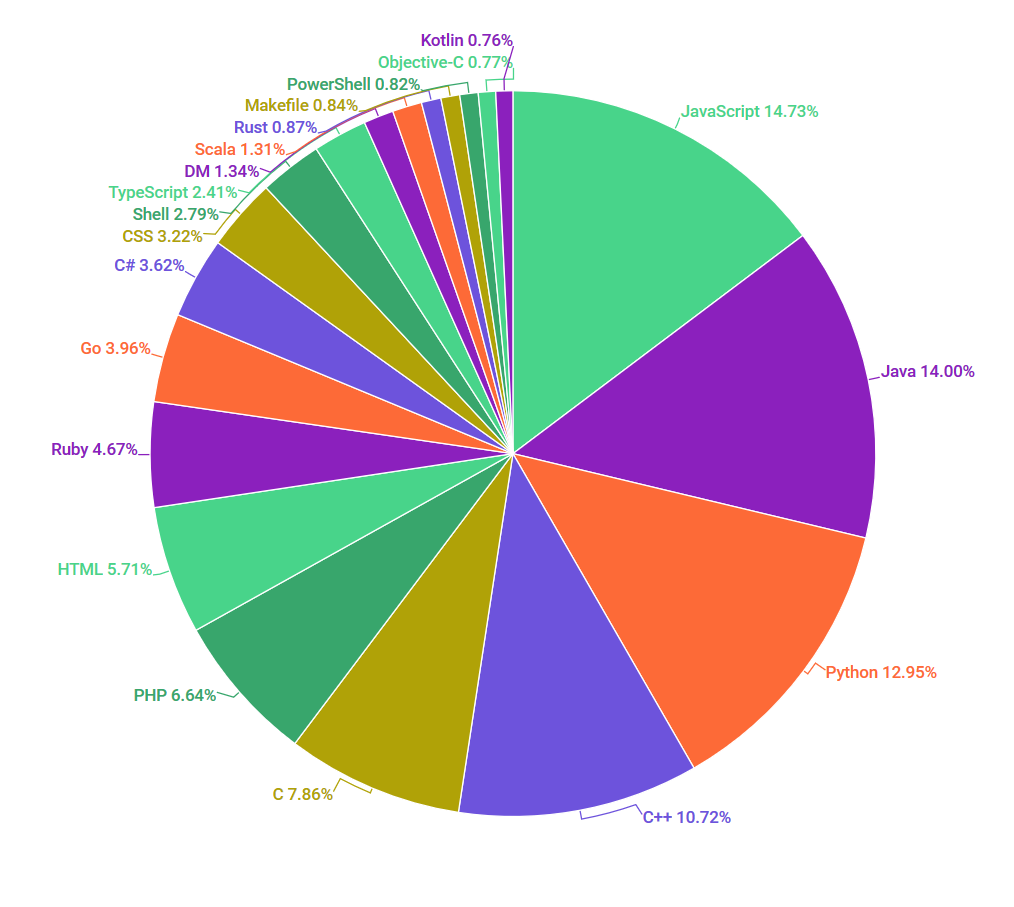 Kotlin 0.76%
Objective-C 0.77%
PowerShell 0.82%
Makefile 0.84%
Rust 0.87%
Scala 1.31%
DM 1.34%
TypeScript 2.41%
Shell 2.79%
CSS 3.22%
C# 3.62%
Go 3.96%
Ruby 4.67%
HTML 5.71%
PHP 6.64%
C 7.86%
C++ 10.72%
Python 12.95%
Java 14.00%
JavaScript 14.73%